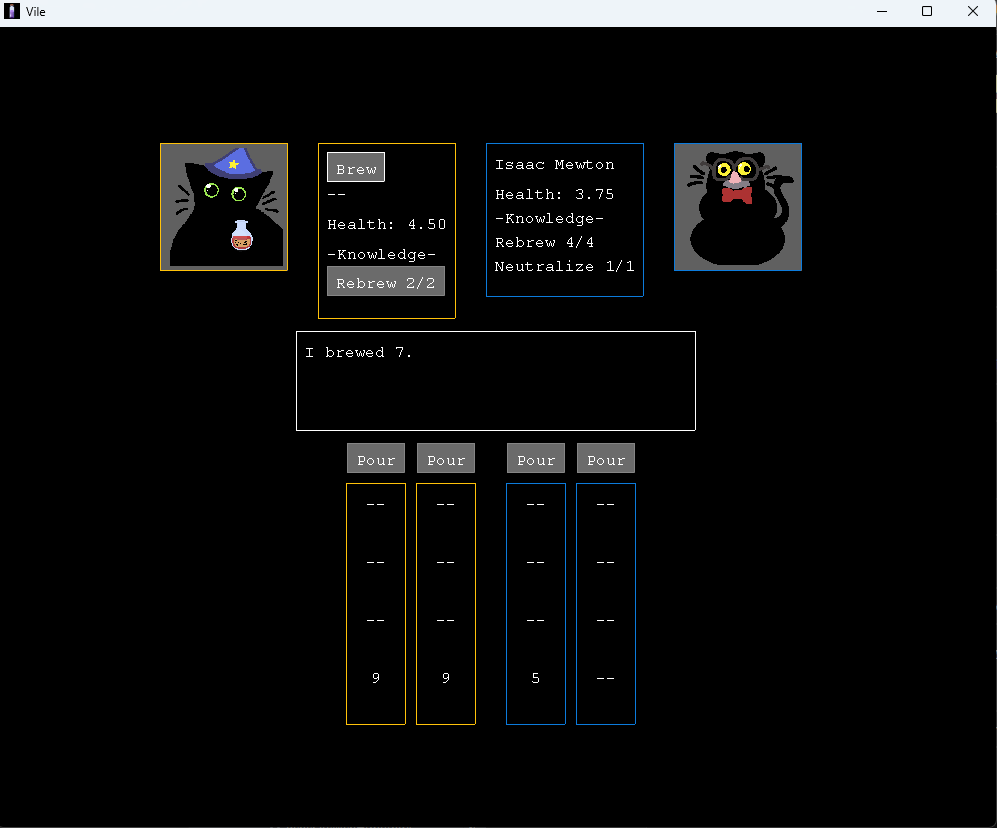 Vile
Brew
--
Health: 4.50
-Knowledge-
Rebrew 2/2
Isaac Mewton
Health: 3.75
-Knowledge-
Rebrew 4/4
Neutralize 1/1
I brewed 7.
Pour Pour Pour Pour
-- -- -- --
-- -- -- --
-- -- -- --
9 9 5 --